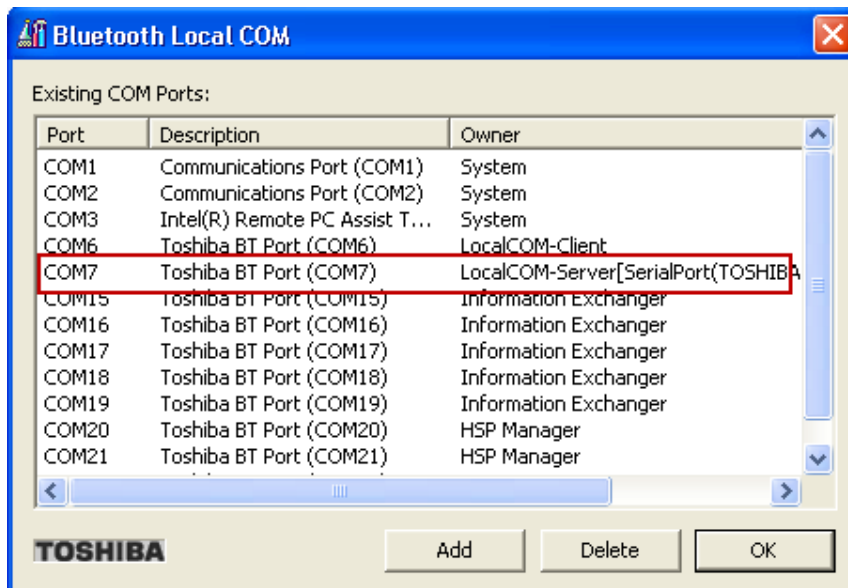 Bluetooth Local COM
Existing COM Ports:
Port Description Owner
COM1 Communications Port (COM1) System
COM2 Communications Port (COM2) System
COM3 Intel(R) Remote PC Assist T... System
COM6 Toshiba BT Port (COM6) LocalCOM-Client
COM7 Toshiba BT Port (COM7) LocalCOM-Server[SerialPort(TOSHIBA
COM15 Toshiba BT Port (COM15) Information Exchanger
COM16 Toshiba BT Port (COM16) Information Exchanger
COM17 Toshiba BT Port (COM17) Information Exchanger
COM18 Toshiba BT Port (COM18) Information Exchanger
COM19 Toshiba BT Port (COM19) Information Exchanger
COM20 Toshiba BT Port (COM20) HSP Manager
COM21 Toshiba BT Port (COM21) HSP Manager
TOSHIBA Add Delete OK